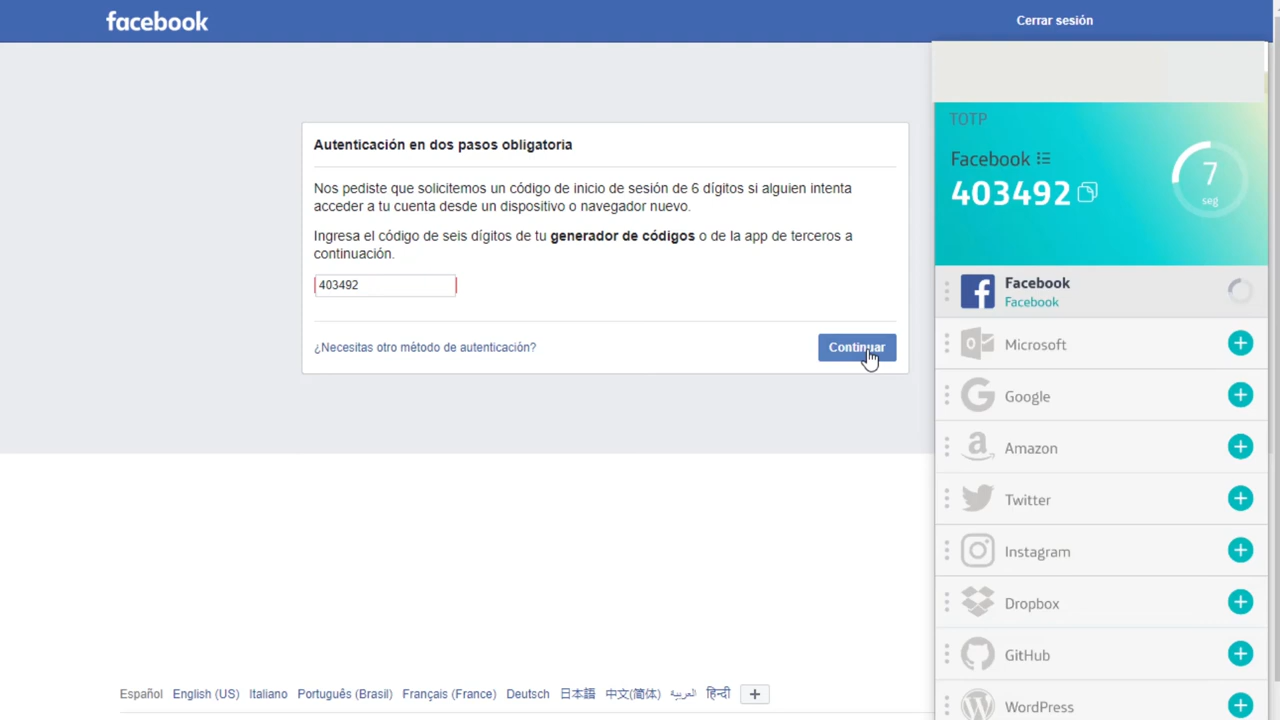 facebook
Cerrar sesión
Autenticación en dos pasos obligatoria
Nos pediste que solicitemos un código de inicio de sesión de 6 dígitos si alguien intenta
acceder a tu cuenta desde un dispositivo o navegador nuevo.
Ingresa el código de seis dígitos de tu generador de códigos o de la app de terceros a
continuación.
403492
¿Necesitas otro método de autenticación?
Continuar
TOTP
Facebook
403492
7
seg
Facebook
Facebook
Microsoft
Google
Amazon
Twitter
Instagram
Dropbox
GitHub
WordPress
Español English (US) Italiano Português (Brasil) Français (France) Deutsch 日本語 中文(简体) العربية हिन्दी +